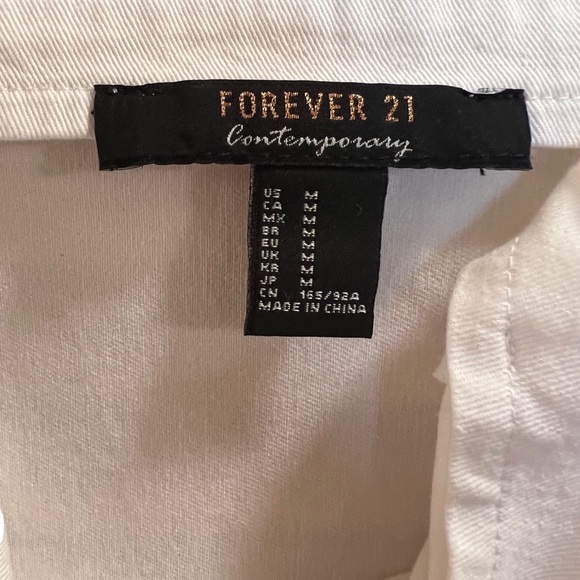 FOREVER 21
Contemporary
US M
CA M
MX M
BR M
EU M
UK M
KR M
JP M
CN 165/92A
MADE IN CHINA